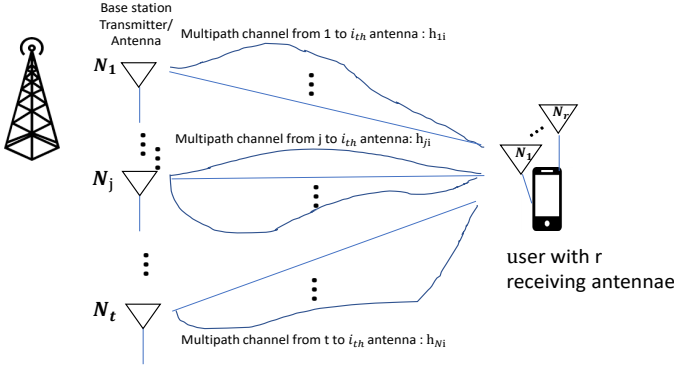 Base station
Transmitter/
Antenna
Multipath channel from 1 to i_th antenna : h_1i
N_1
N_r
Multipath channel from j to i_th antenna: h_ji
N_1
N_j
user with r
receiving antennae
N_t
Multipath channel from t to i_th antenna : h_Ni